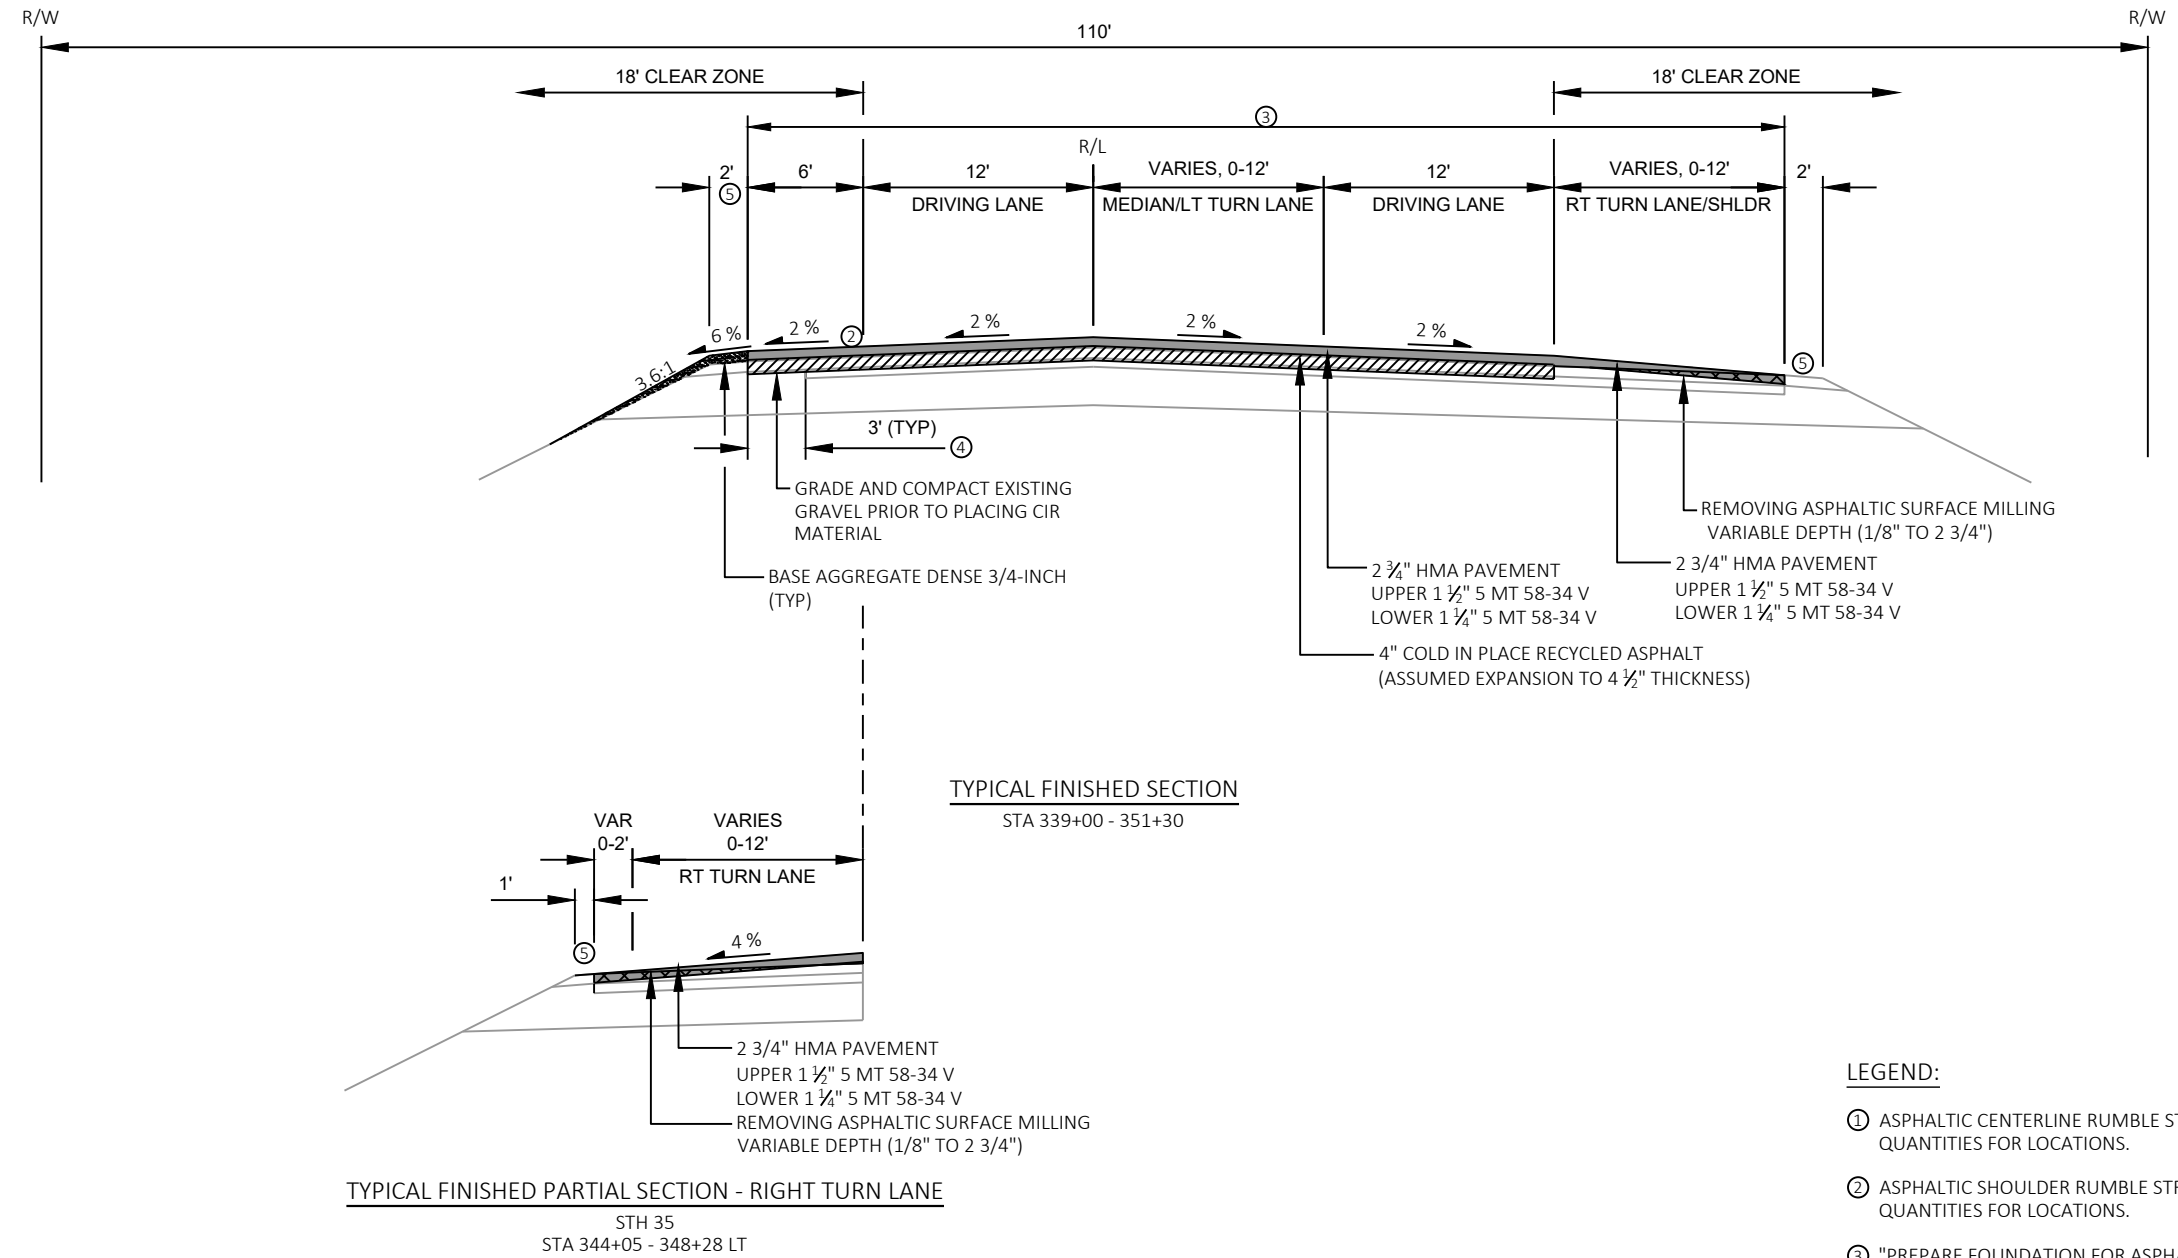 R/W
R/W
110'
18' CLEAR ZONE
18' CLEAR ZONE
③
R/L
2'
⑤
6'
12'
DRIVING LANE
VARIES, 0-12'
MEDIAN/LT TURN LANE
12'
DRIVING LANE
VARIES, 0-12'
RT TURN LANE/SHLDR
2'
6 %
2 %
②
2 %
2 %
2 %
3.6:1
⑤
3' (TYP)
④
GRADE AND COMPACT EXISTING
GRAVEL PRIOR TO PLACING CIR
MATERIAL
BASE AGGREGATE DENSE 3/4-INCH
(TYP)
REMOVING ASPHALTIC SURFACE MILLING
VARIABLE DEPTH (1/8" TO 2 3/4")
2 ¾" HMA PAVEMENT
UPPER 1 ½" 5 MT 58-34 V
LOWER 1 ¼" 5 MT 58-34 V
2 3/4" HMA PAVEMENT
UPPER 1 ½" 5 MT 58-34 V
LOWER 1 ¼" 5 MT 58-34 V
4" COLD IN PLACE RECYCLED ASPHALT
(ASSUMED EXPANSION TO 4 ½" THICKNESS)
TYPICAL FINISHED SECTION
STA 339+00 - 351+30
VAR
0-2'
VARIES
0-12'
RT TURN LANE
1'
⑤
4 %
2 3/4" HMA PAVEMENT
UPPER 1 ½" 5 MT 58-34 V
LOWER 1 ¼" 5 MT 58-34 V
REMOVING ASPHALTIC SURFACE MILLING
VARIABLE DEPTH (1/8" TO 2 3/4")
TYPICAL FINISHED PARTIAL SECTION - RIGHT TURN LANE
STH 35
STA 344+05 - 348+28 LT
LEGEND:
① ASPHALTIC CENTERLINE RUMBLE
QUANTITIES FOR LOCATIONS.
② ASPHALTIC SHOULDER RUMBLE
QUANTITIES FOR LOCATIONS.
③ "PREPARE FOUNDATION FOR